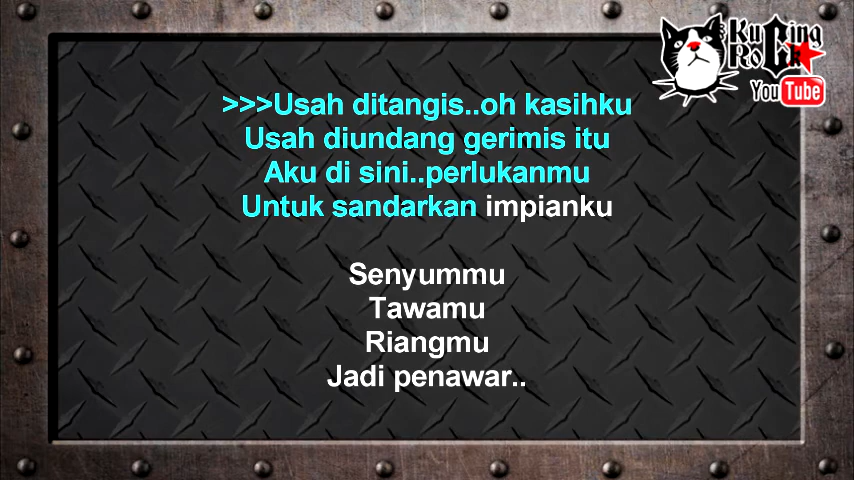 Kucing
Rock
YouTube
>>>Usah ditangis..oh kasihku
Usah diundang gerimis itu
Aku di sini..perlukanmu
Untuk sandarkan impianku
Senyummu
Tawamu
Riangmu
Jadi penawar..